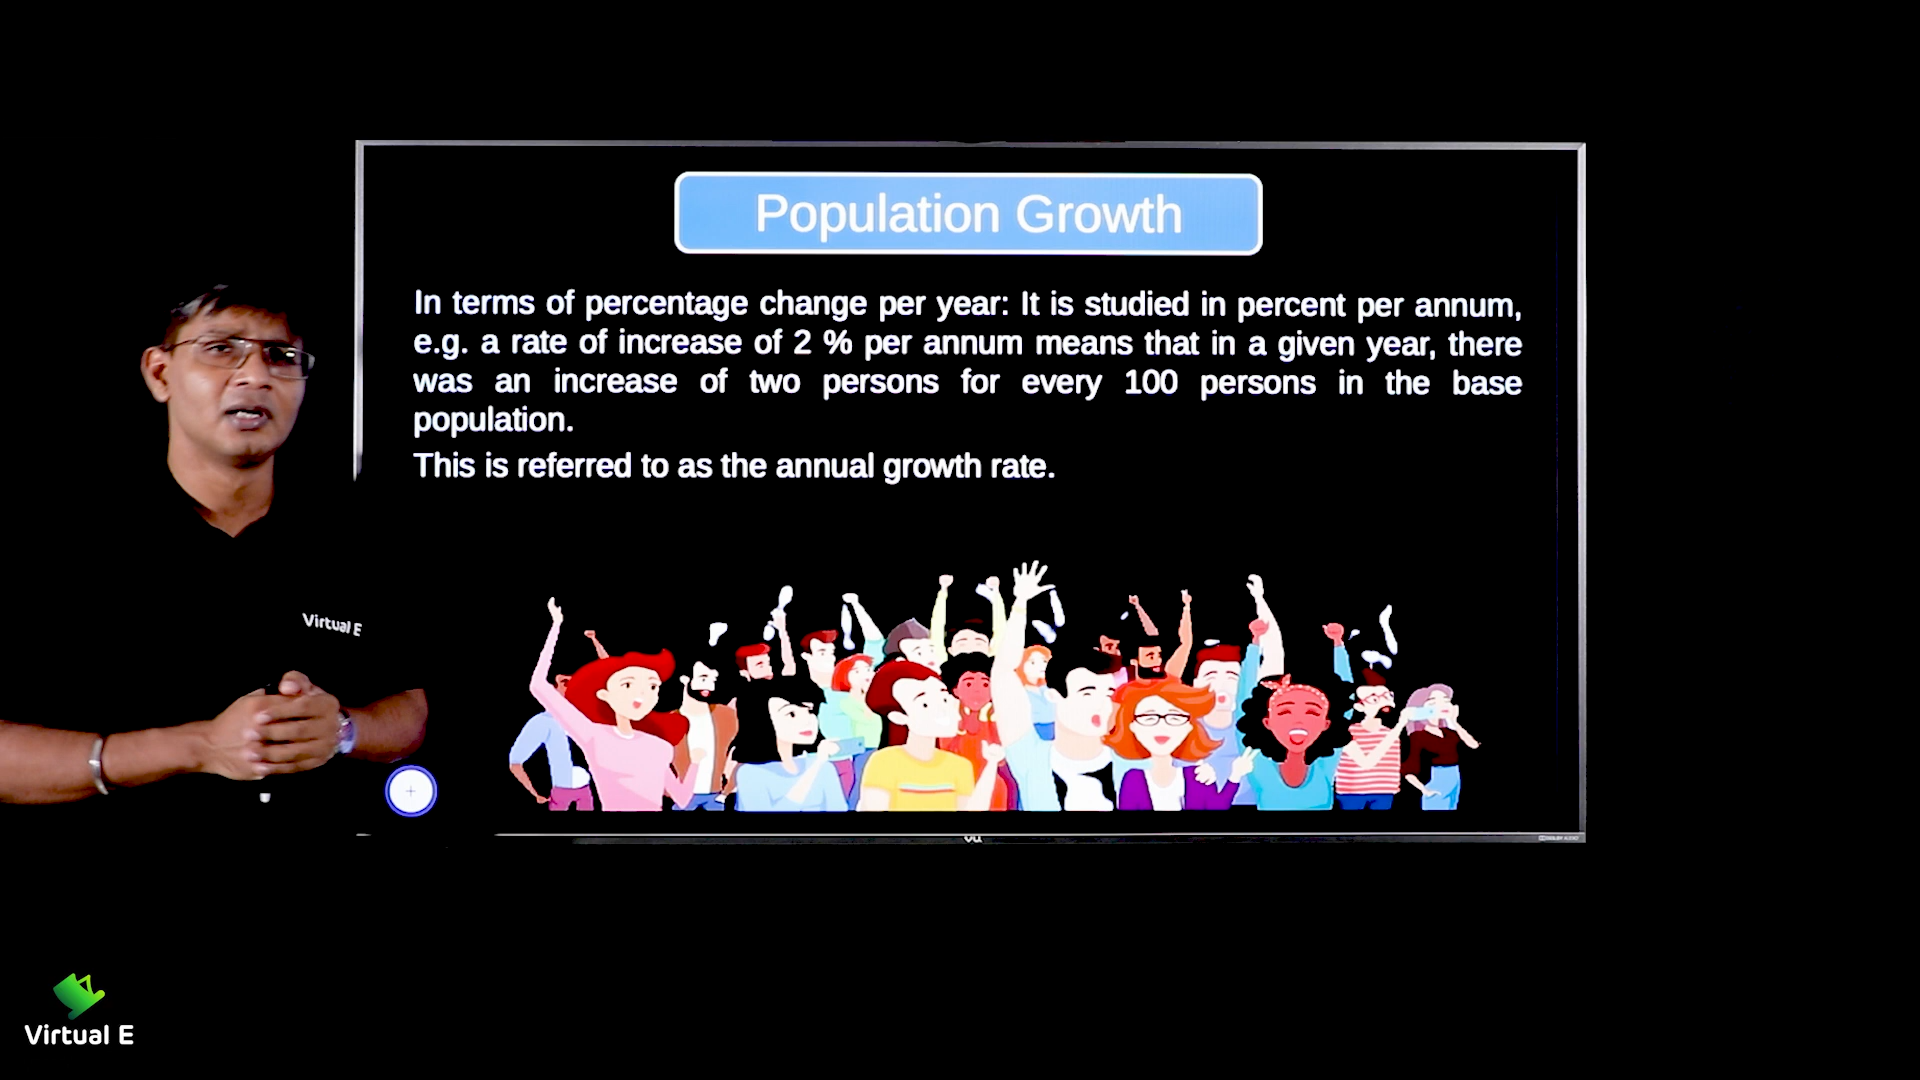 Population Growth
In terms of percentage change per year: It is studied in percent per annum,
e.g. a rate of increase of 2 % per annum means that in a given year, there
was an increase of two persons for every 100 persons in the base
population.
This is referred to as the annual growth rate.
Virtual E
Virtual E